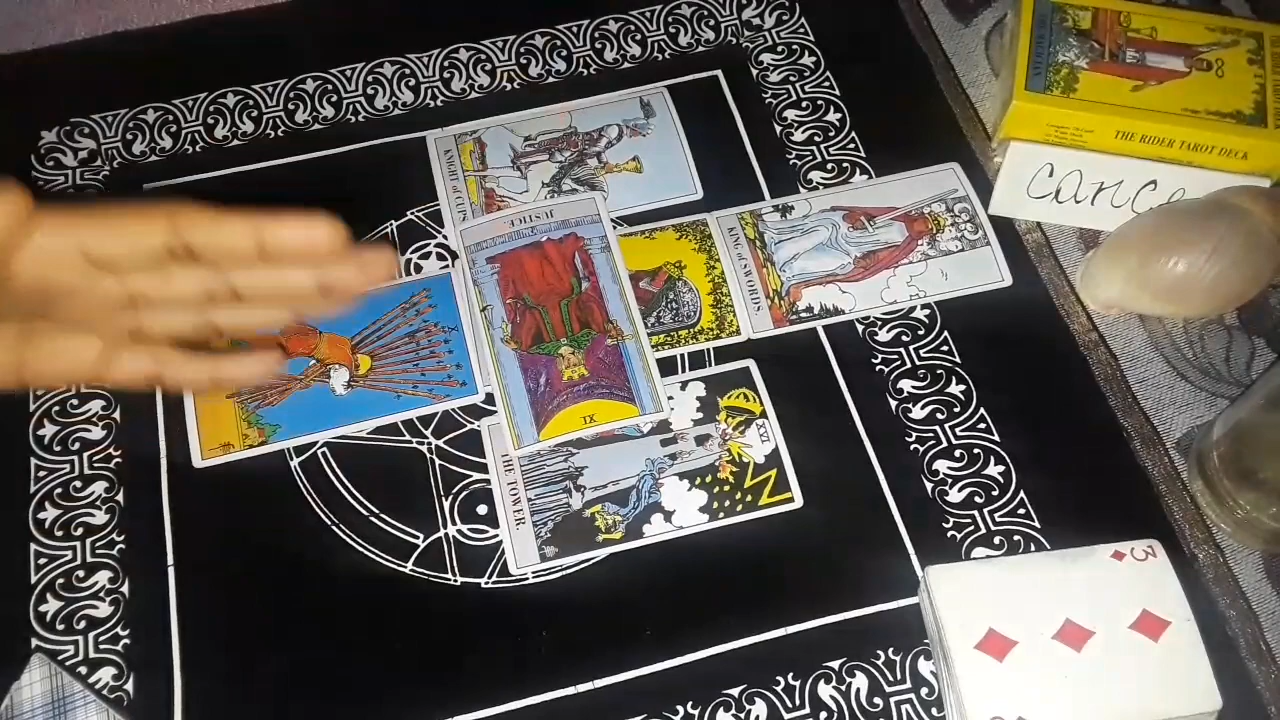 THE RIDER TAROT DECK
cance
KNIGHT of CUPS.
JUSTICE.
XI
KING of SWORDS.
X
THE TOWER.
XVI
3